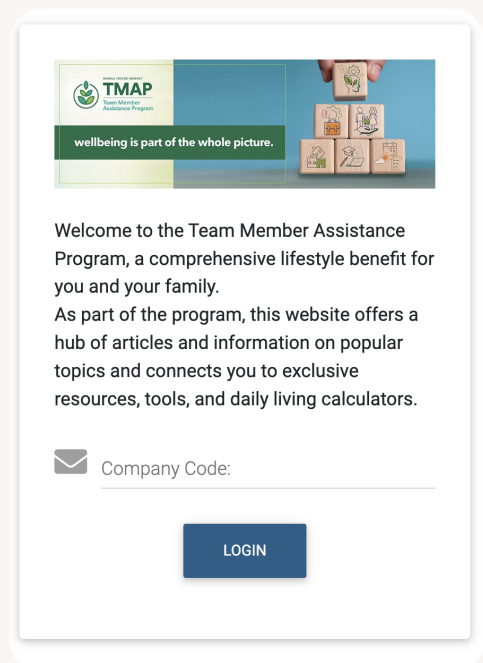 WHOLE FOODS MARKET
TMAP
Team Member
Assistance Program
wellbeing is part of the whole picture.
Welcome to the Team Member Assistance
Program, a comprehensive lifestyle benefit for
you and your family.
As part of the program, this website offers a
hub of articles and information on popular
topics and connects you to exclusive
resources, tools, and daily living calculators.
Company Code:
LOGIN